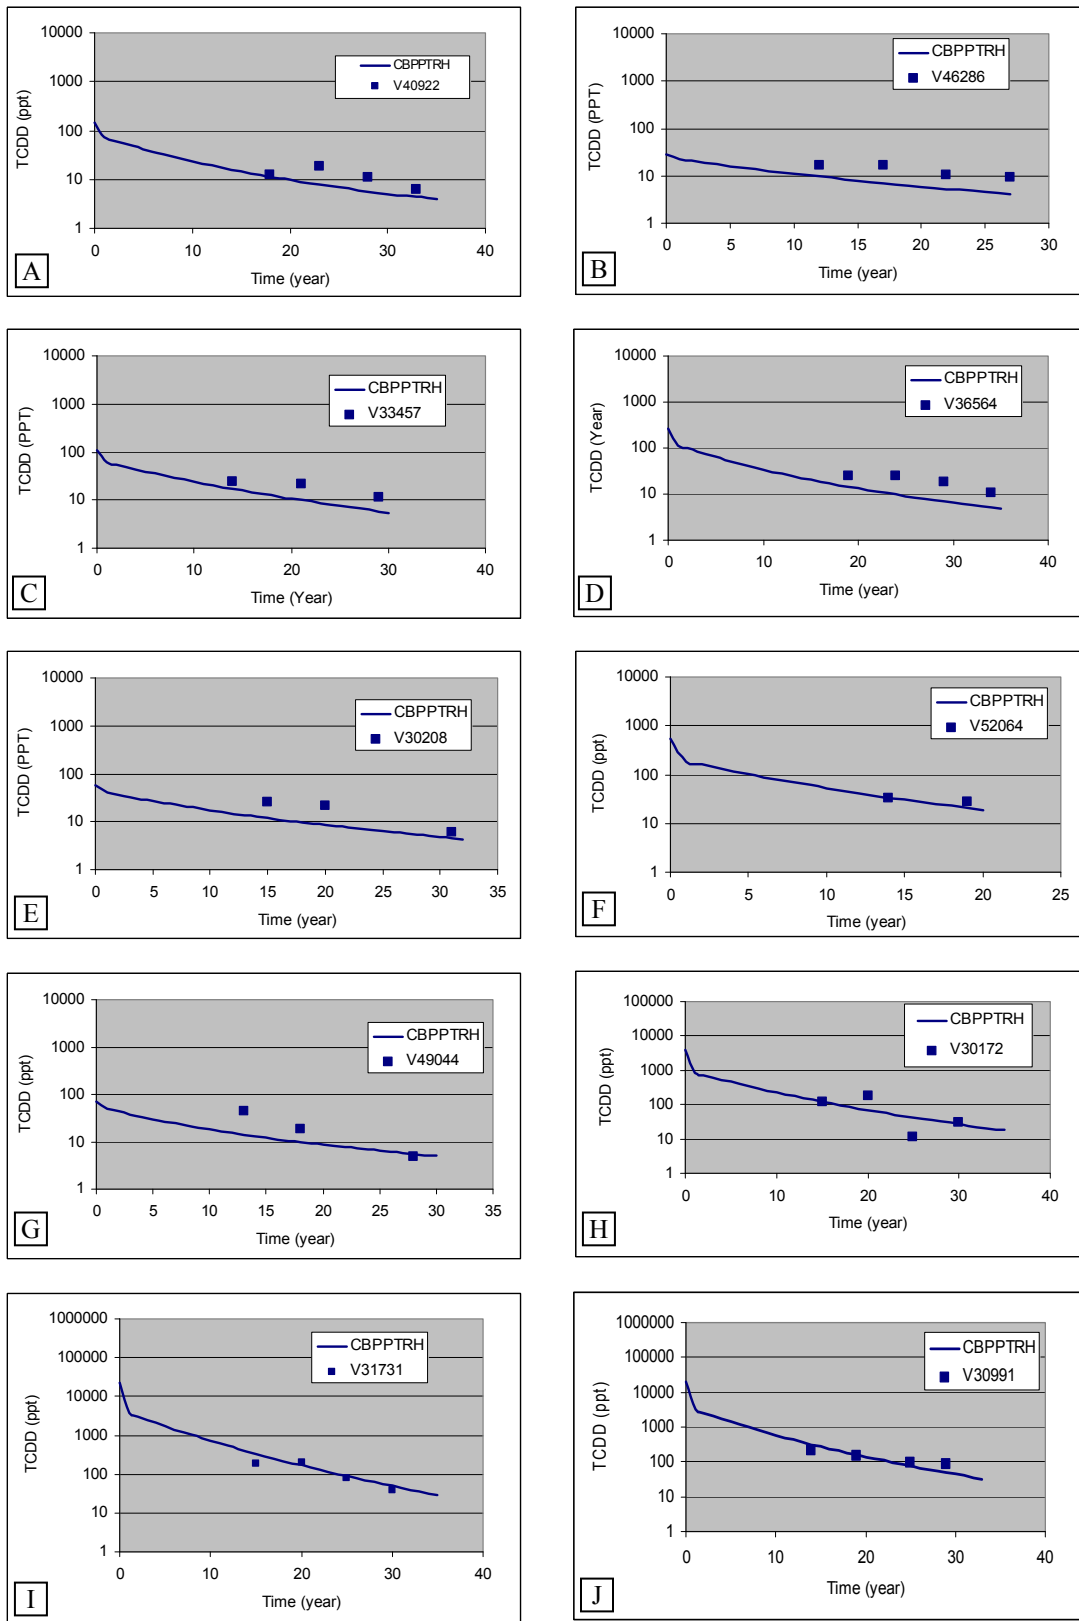 10000
1000
100
10
1
TCDD (ppt)
CBPPTRH
V40922
0 10 20 30 40
Time (year)
A
10000
1000
100
10
1
TCDD (PPT)
CBPPTRH
V46286
0 5 10 15 20 25 30
Time (year)
B
10000
1000
100
10
1
TCDD (PPT)
CBPPTRH
V33457
0 10 20 30 40
Time (Year)
C
10000
1000
100
10
1
TCDD (Year)
CBPPTRH
V36564
0 10 20 30 40
Time (year)
D
10000
1000
100
10
1
TCDD (PPT)
CBPPTRH
V30208
0 5 10 15 20 25 30 35
Time (year)
E
10000
1000
100
10
1
TCDD (ppt)
CBPPTRH
V52064
0 5 10 15 20 25
Time (year)
F
10000
1000
100
10
1
TCDD (ppt)
CBPPTRH
V49044
0 5 10 15 20 25 30 35
Time (year)
G
100000
10000
1000
100
10
1
TCDD (ppt)
CBPPTRH
V30172
0 10 20 30 40
Time (year)
H
1000000
100000
10000
1000
100
10
1
TCDD (ppt)
CBPPTRH
V31731
0 10 20 30 40
Time (year)
I
1000000
100000
10000
1000
100
10
1
TCDD (ppt)
CBPPTRH
V30991
0 10 20 30 40
Time (year)
J